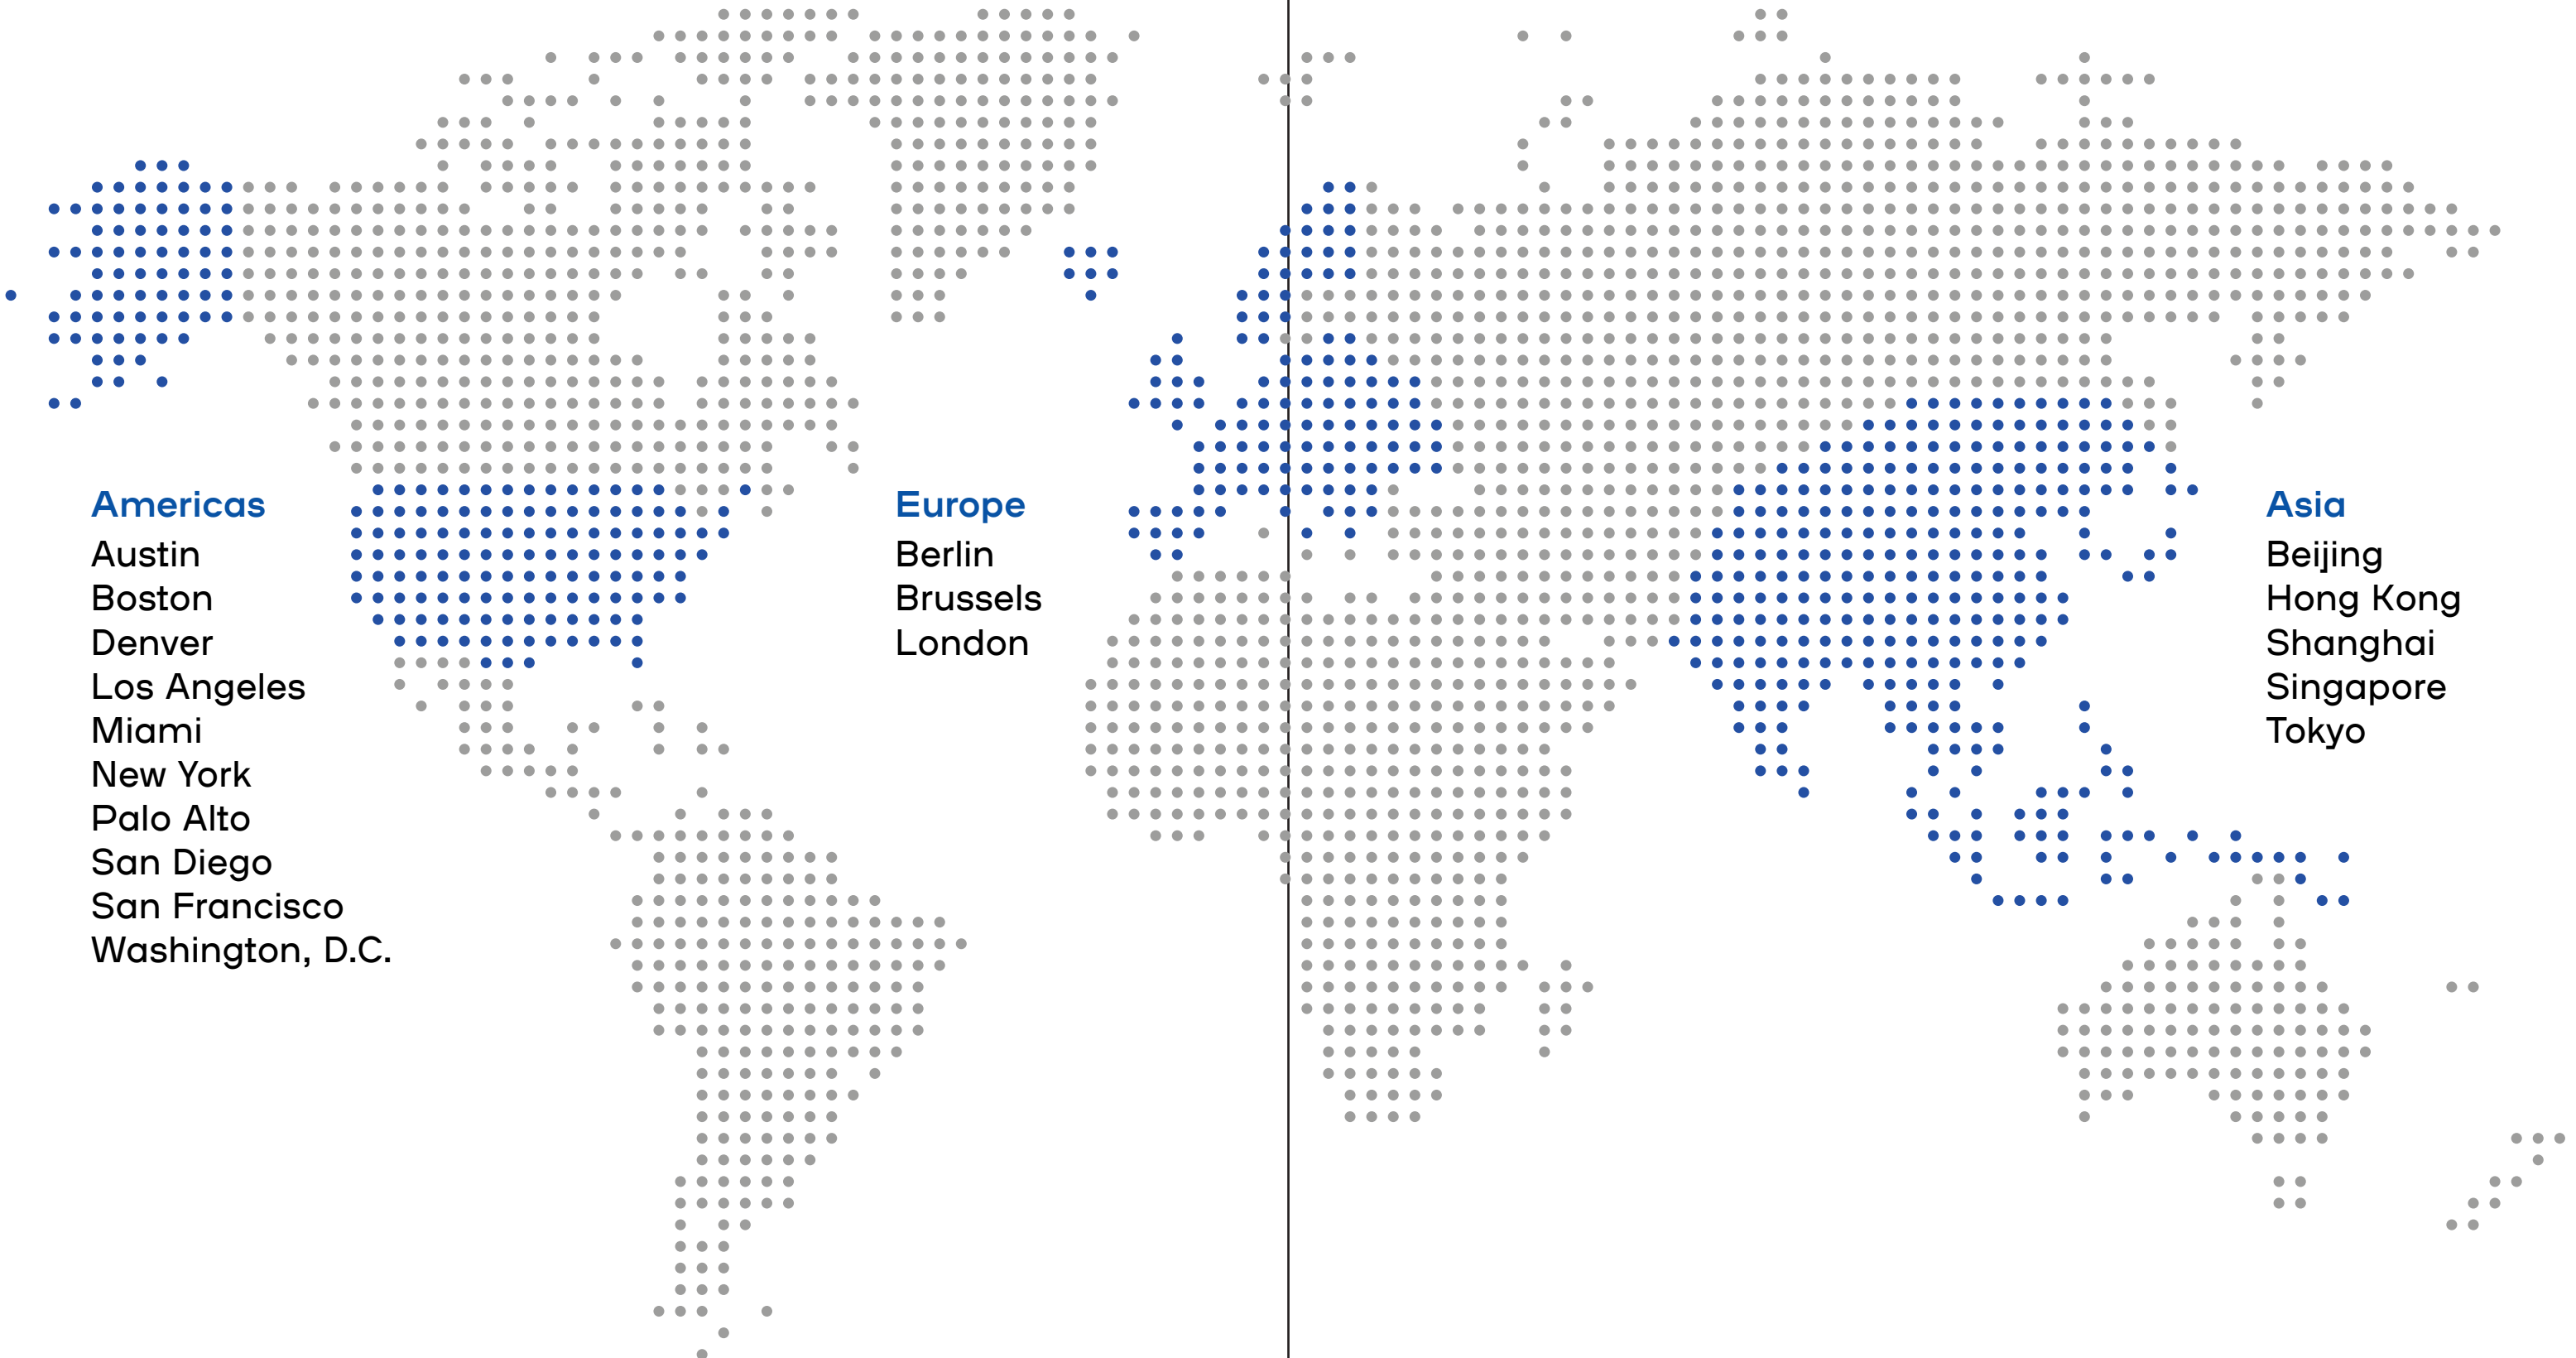 Americas
Austin
Boston
Denver
Los Angeles
Miami
New York
Palo Alto
San Diego
San Francisco
Washington, D.C.
Europe
Berlin
Brussels
London
Asia
Beijing
Hong Kong
Shanghai
Singapore
Tokyo